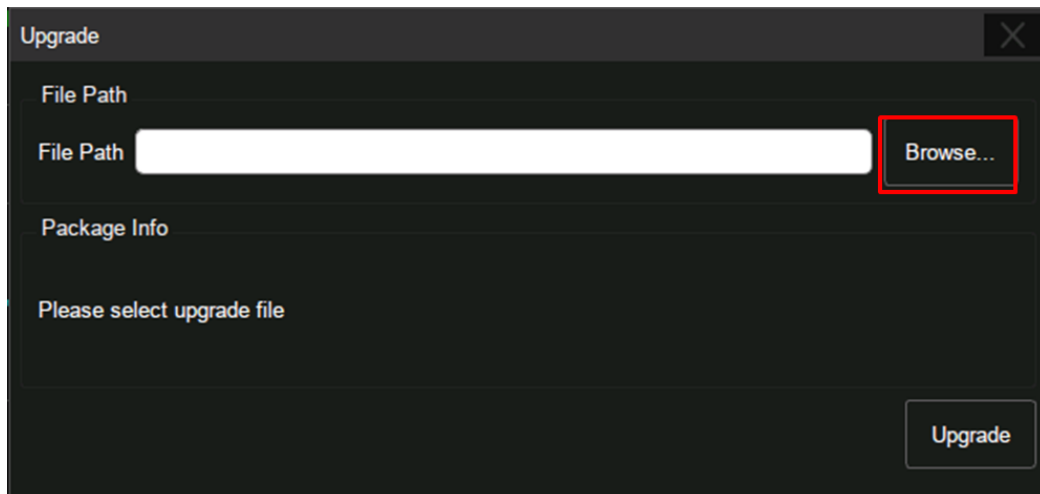 Upgrade
File Path
File Path
Browse...
Package Info
Please select upgrade file
Upgrade